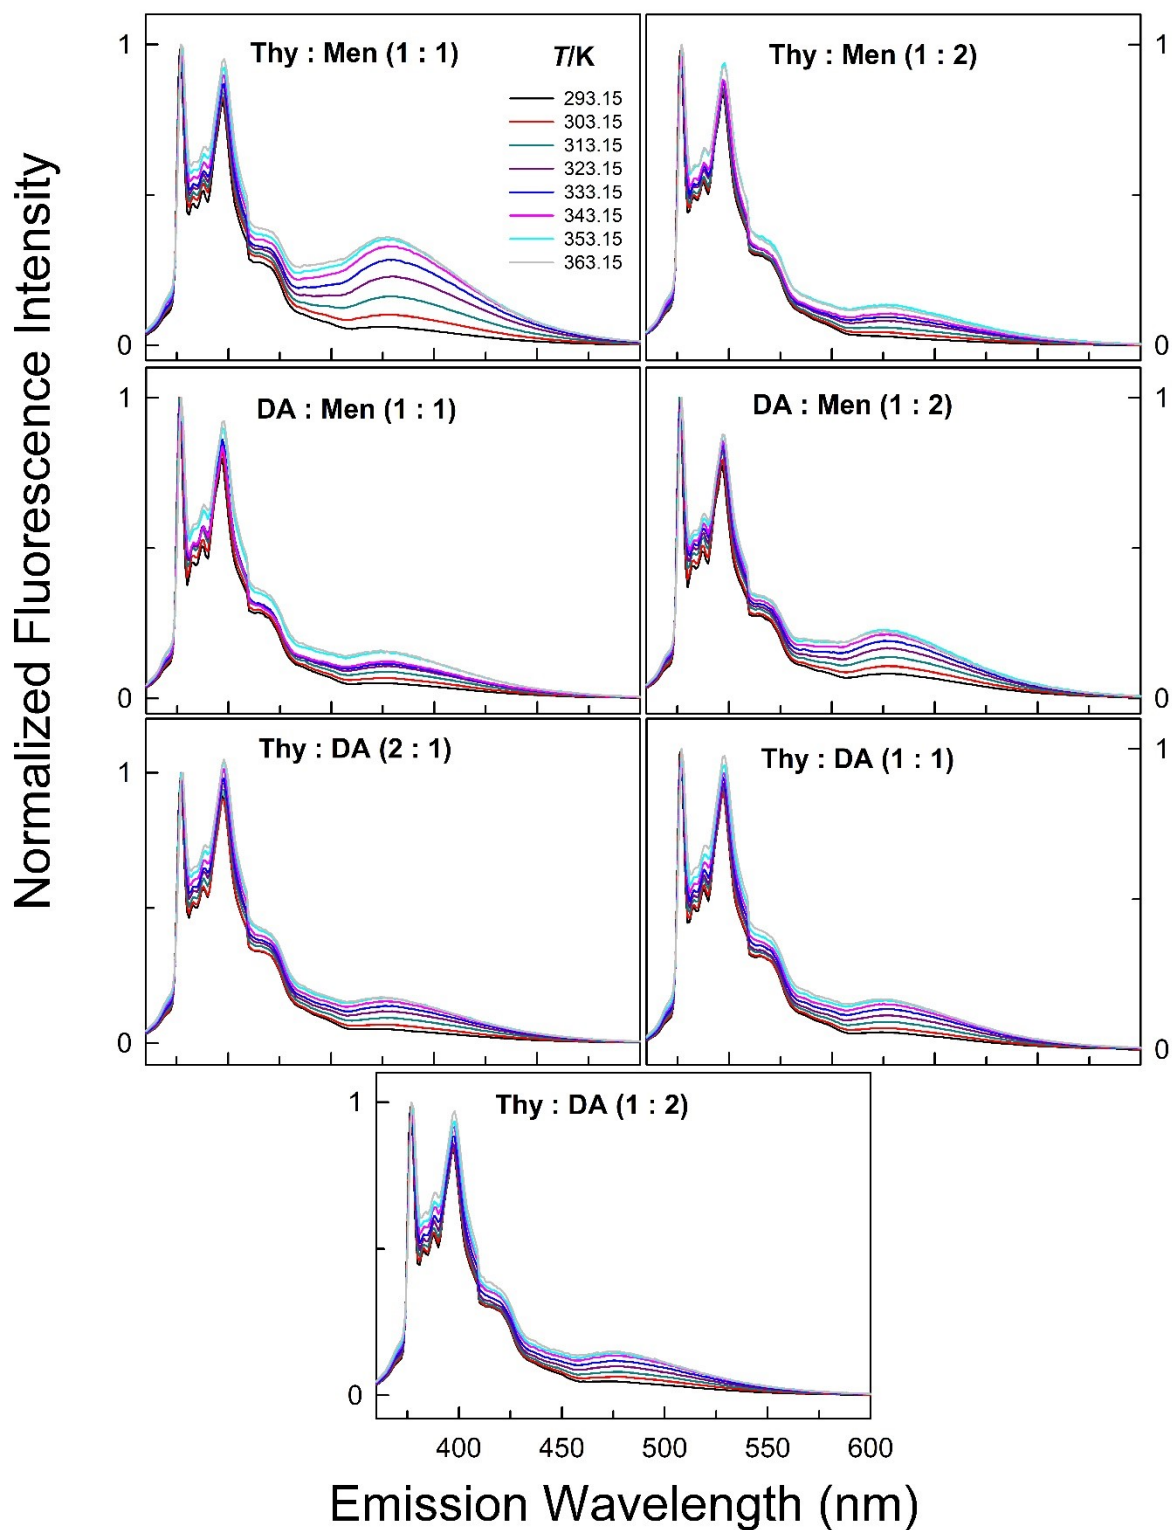 Normalized Fluorescence Intensity
1
0
Thy : Men (1 : 1)
T/K
293.15
303.15
313.15
323.15
333.15
343.15
353.15
363.15
Thy : Men (1 : 2)
1
0
1
0
DA : Men (1 : 1)
DA : Men (1 : 2)
1
0
1
0
Thy : DA (2 : 1)
Thy : DA (1 : 1)
1
0
1
0
Thy : DA (1 : 2)
400 450 500 550 600
Emission Wavelength (nm)